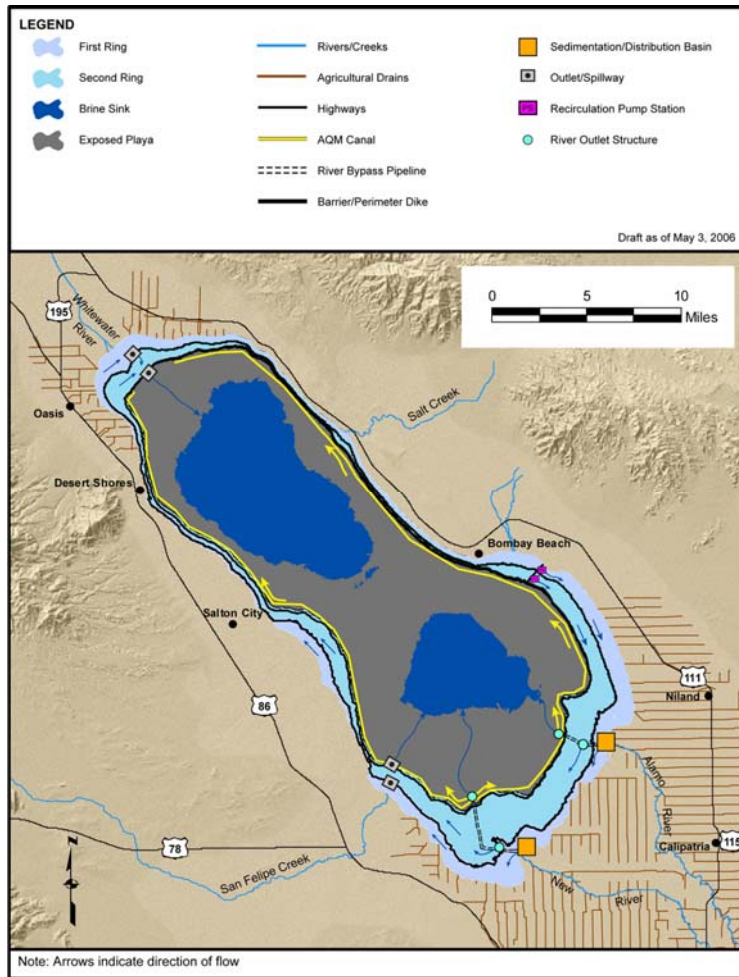 LEGEND
First Ring
Second Ring
Brine Sink
Exposed Playa
Rivers/Creeks
Agricultural Drains
Highways
AQM Canal
River Bypass Pipeline
Barrier/Perimeter Dike
Sedimentation/Distribution Basin
Outlet/Spillway
PS
Recirculation Pump Station
River Outlet Structure
Draft as of May 3, 2006
0 5 10
Miles
195
Whitewater
River
Oasis
Salt Creek
Desert Shores
Bombay Beach
Salton City
86
111
Niland
Alamo
River
78
San Felipe Creek
Calipatria
115
New
River
N
Note: Arrows indicate direction of flow